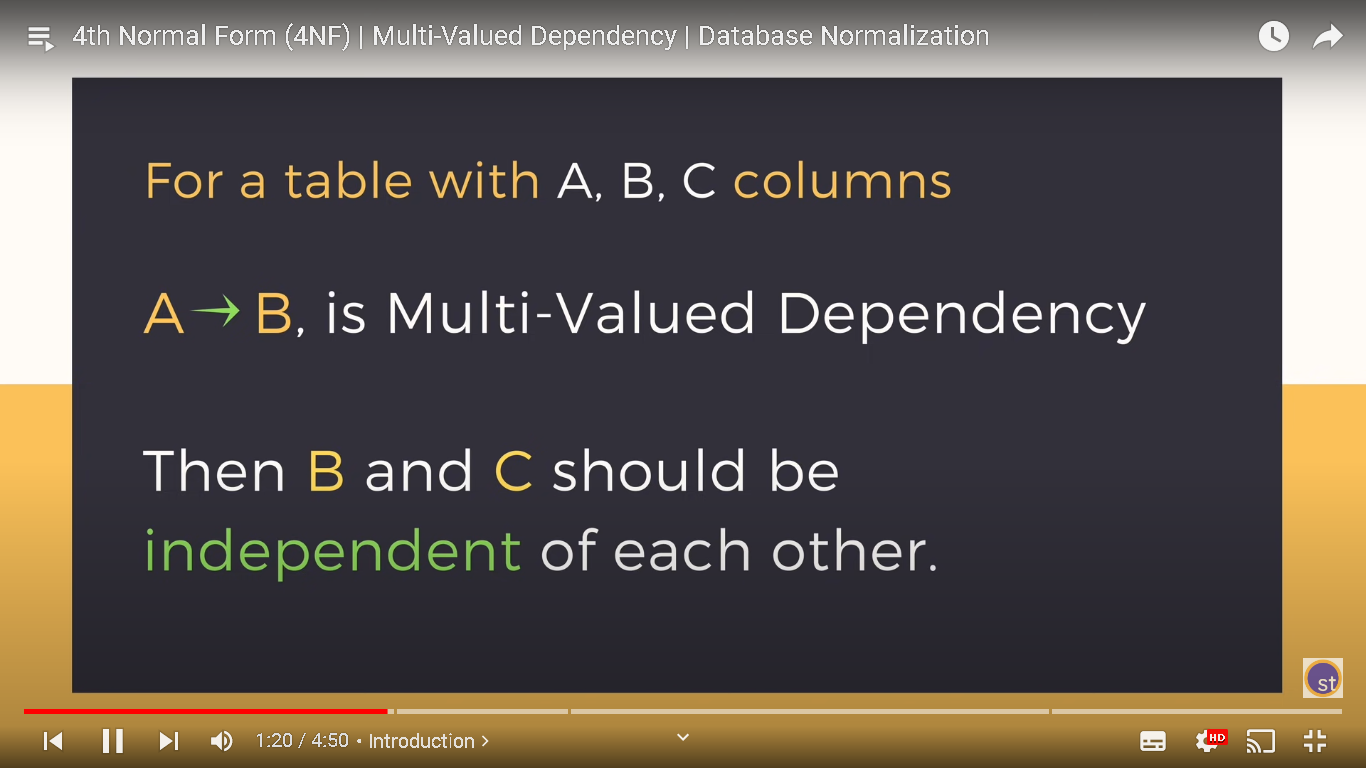 4th Normal Form (4NF) | Multi-Valued Dependency | Database Normalization
For a table with A, B, C columns
A → B, is Multi-Valued Dependency
Then B and C should be
independent of each other.
st
1:20 / 4:50 • Introduction >
HD